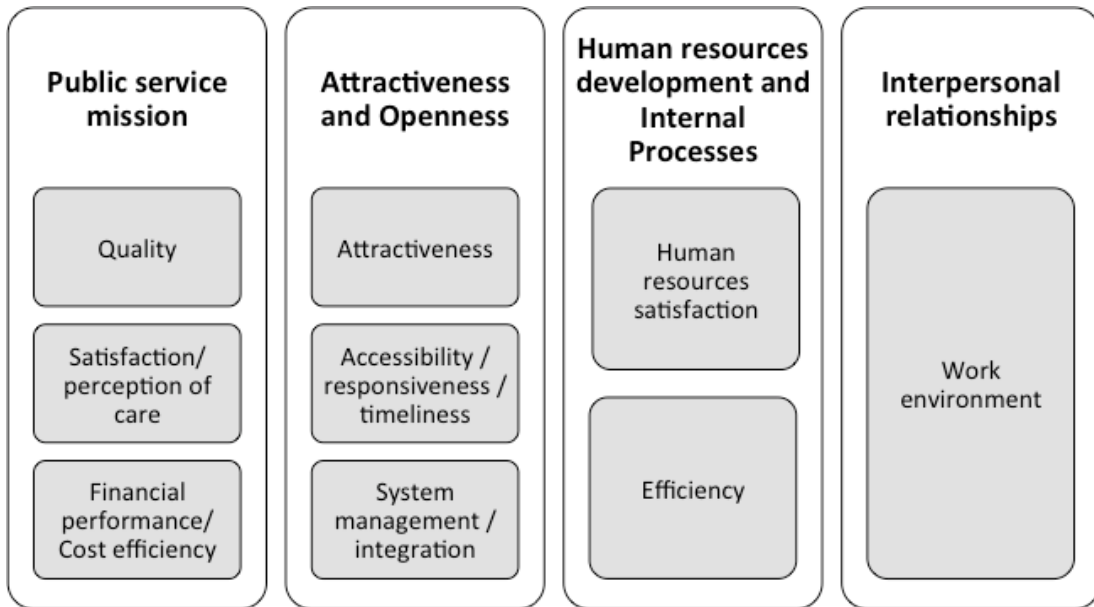 Public service
mission
Quality
Satisfaction/
perception of
care
Financial
performance/
Cost efficiency
Attractiveness
and Openness
Attractiveness
Accessibility /
responsiveness /
timeliness
System
management /
integration
Human resources
development and
Internal
Processes
Human
resources
satisfaction
Efficiency
Interpersonal
relationships
Work
environment